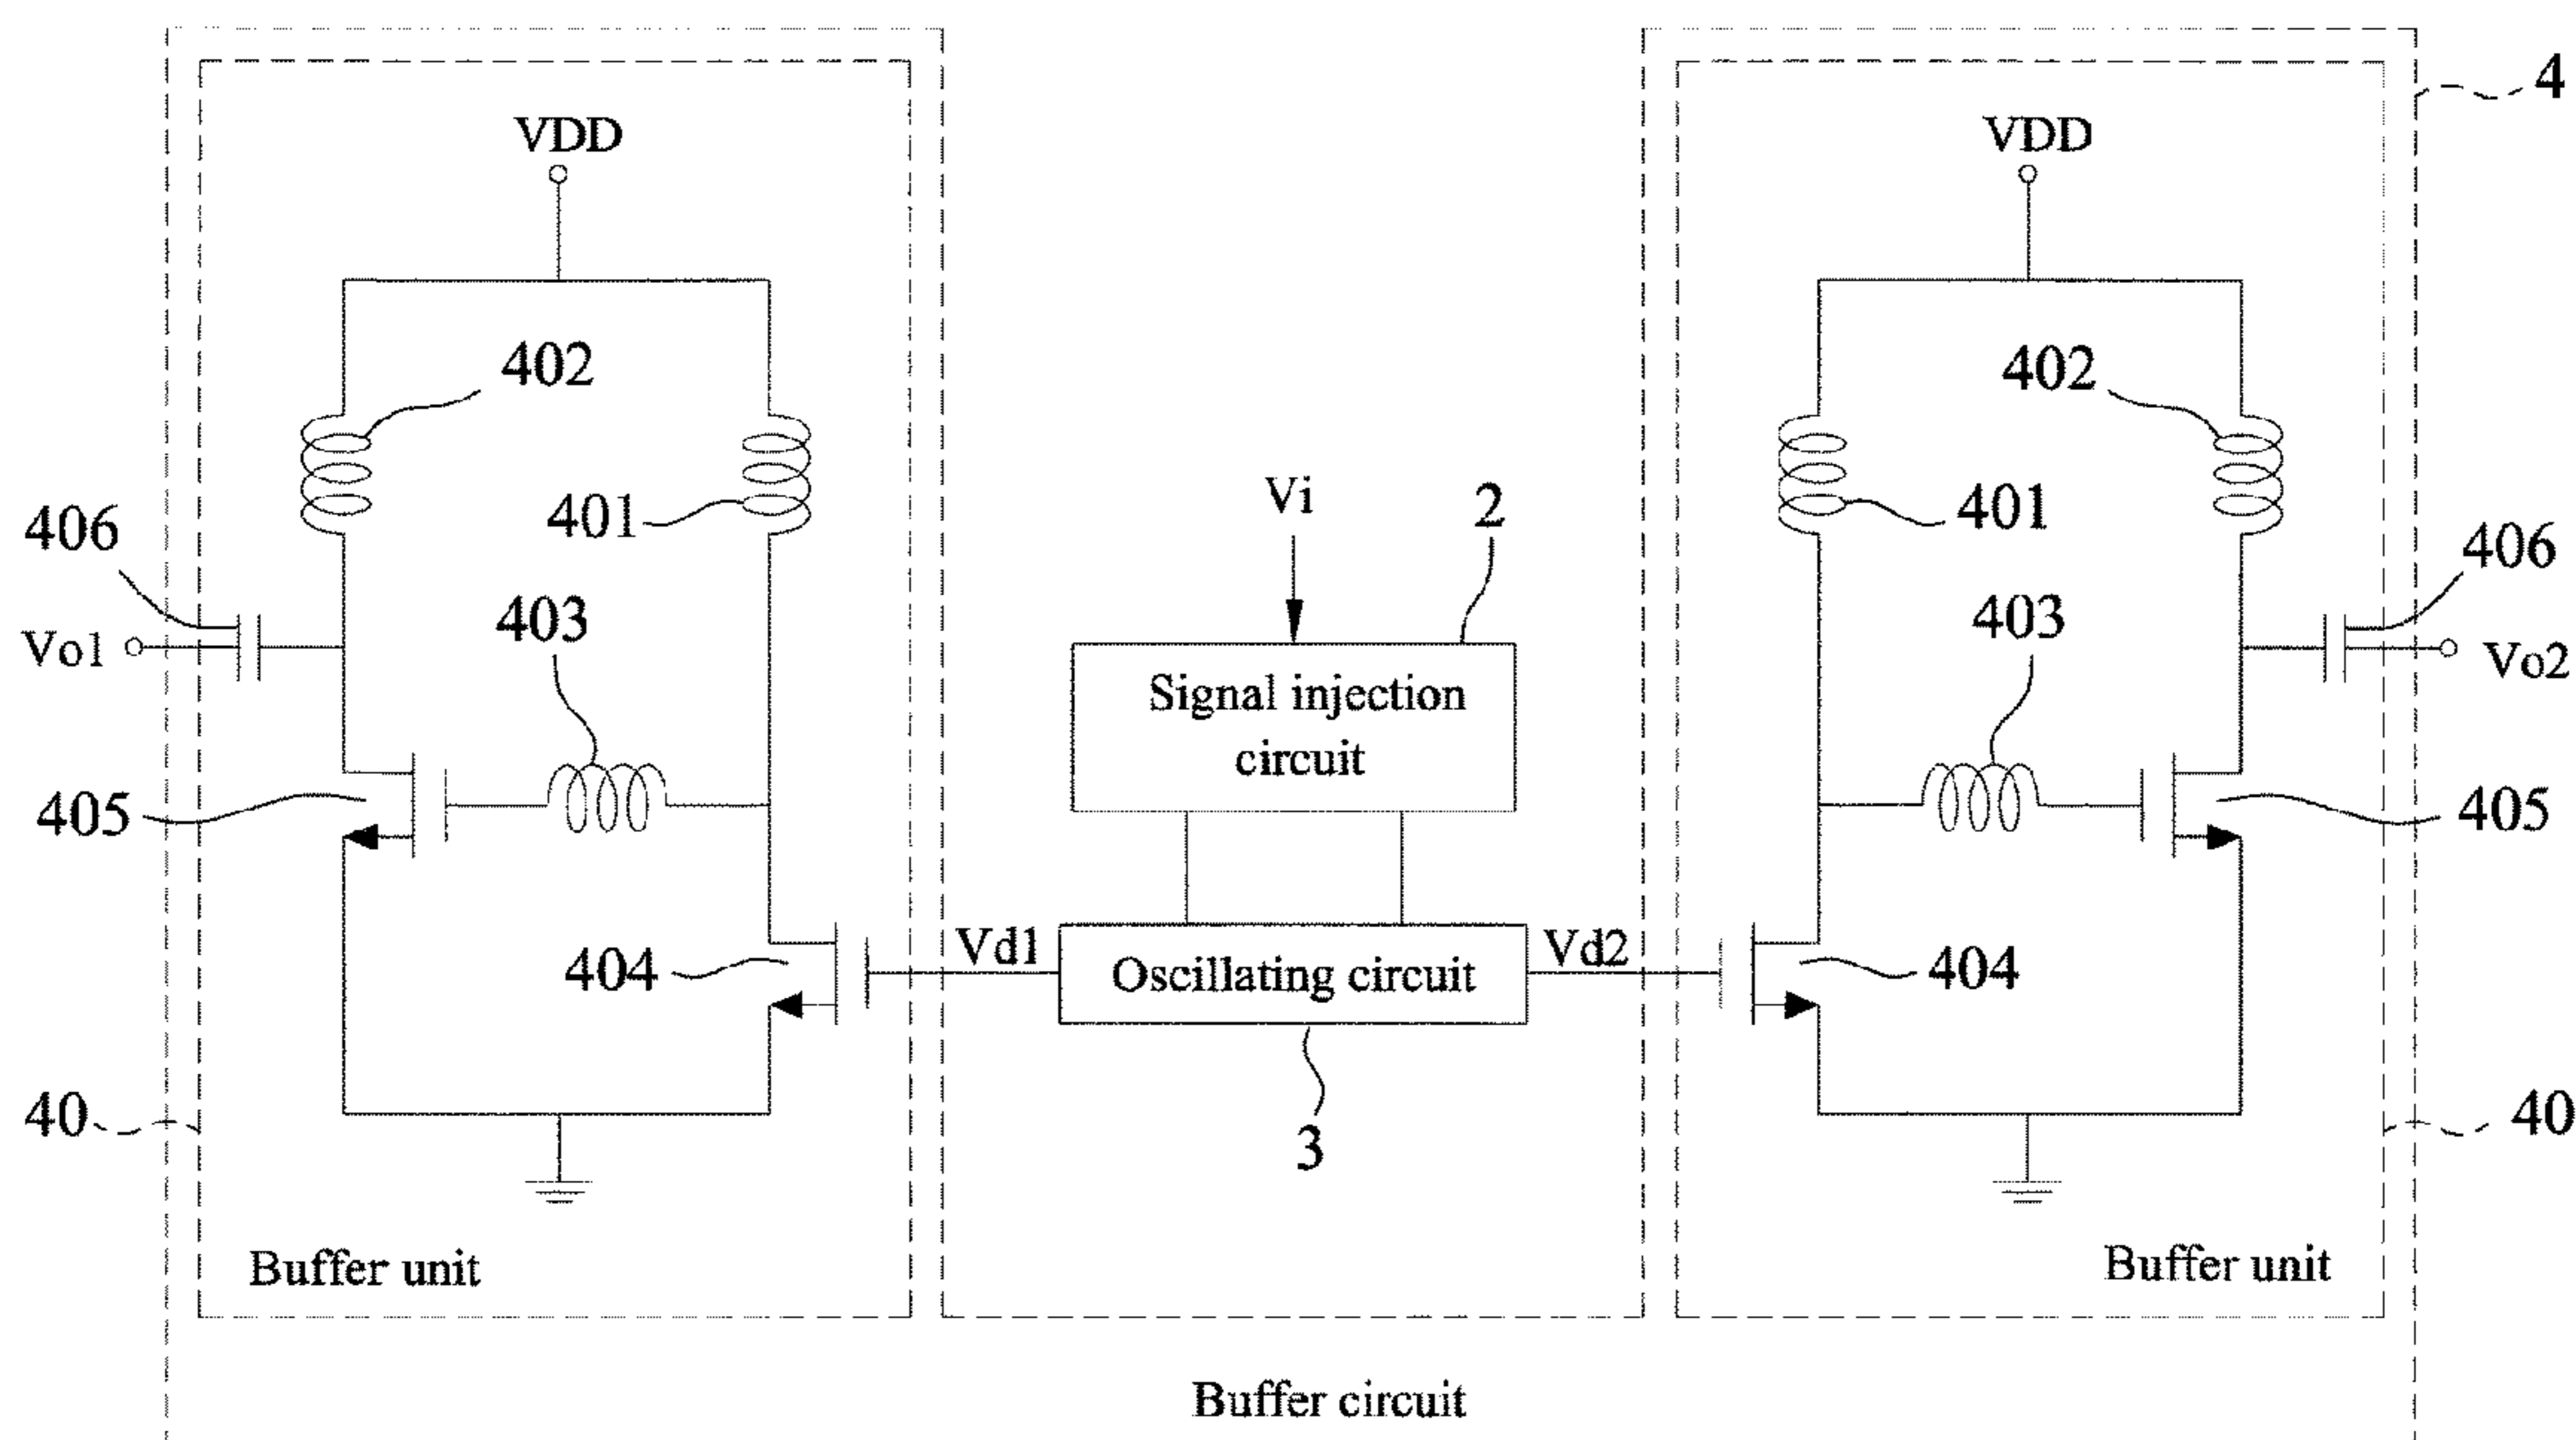 4
VDD
VDD
402
402
401
401
Vi
2
406
406
403
403
Vo1
Vo2
Signal injection
circuit
405
405
404
404
Vd1
Vd2
Oscillating circuit
40
40
3
Buffer unit
Buffer unit
Buffer circuit